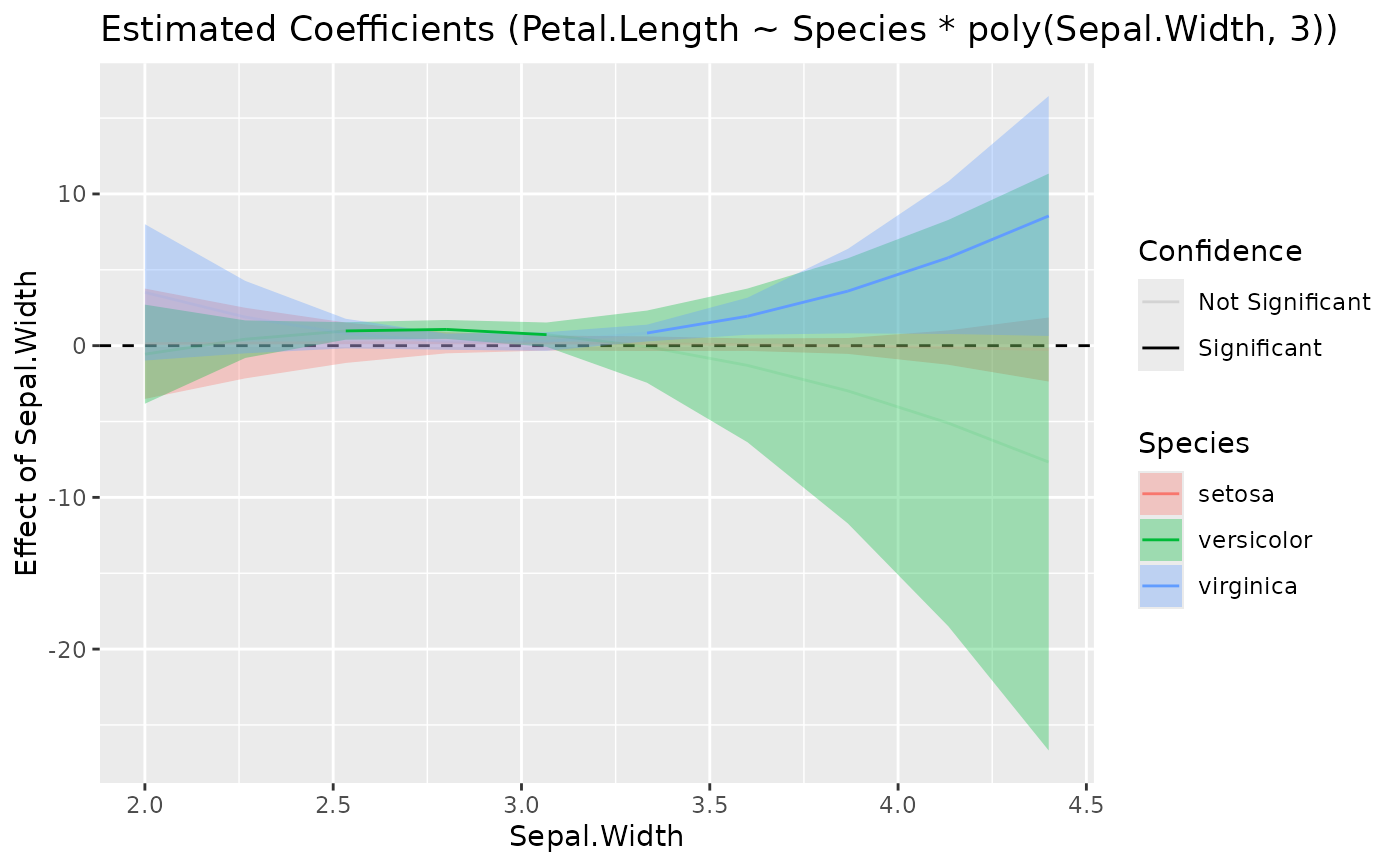 Estimated Coefficients (Petal.Length ~ Species * poly(Sepal.Width, 3))
Effect of Sepal.Width
10
0
-10
-20
2.0 2.5 3.0 3.5 4.0 4.5
Sepal.Width
Confidence
Not Significant
Significant
Species
setosa
versicolor
virginica